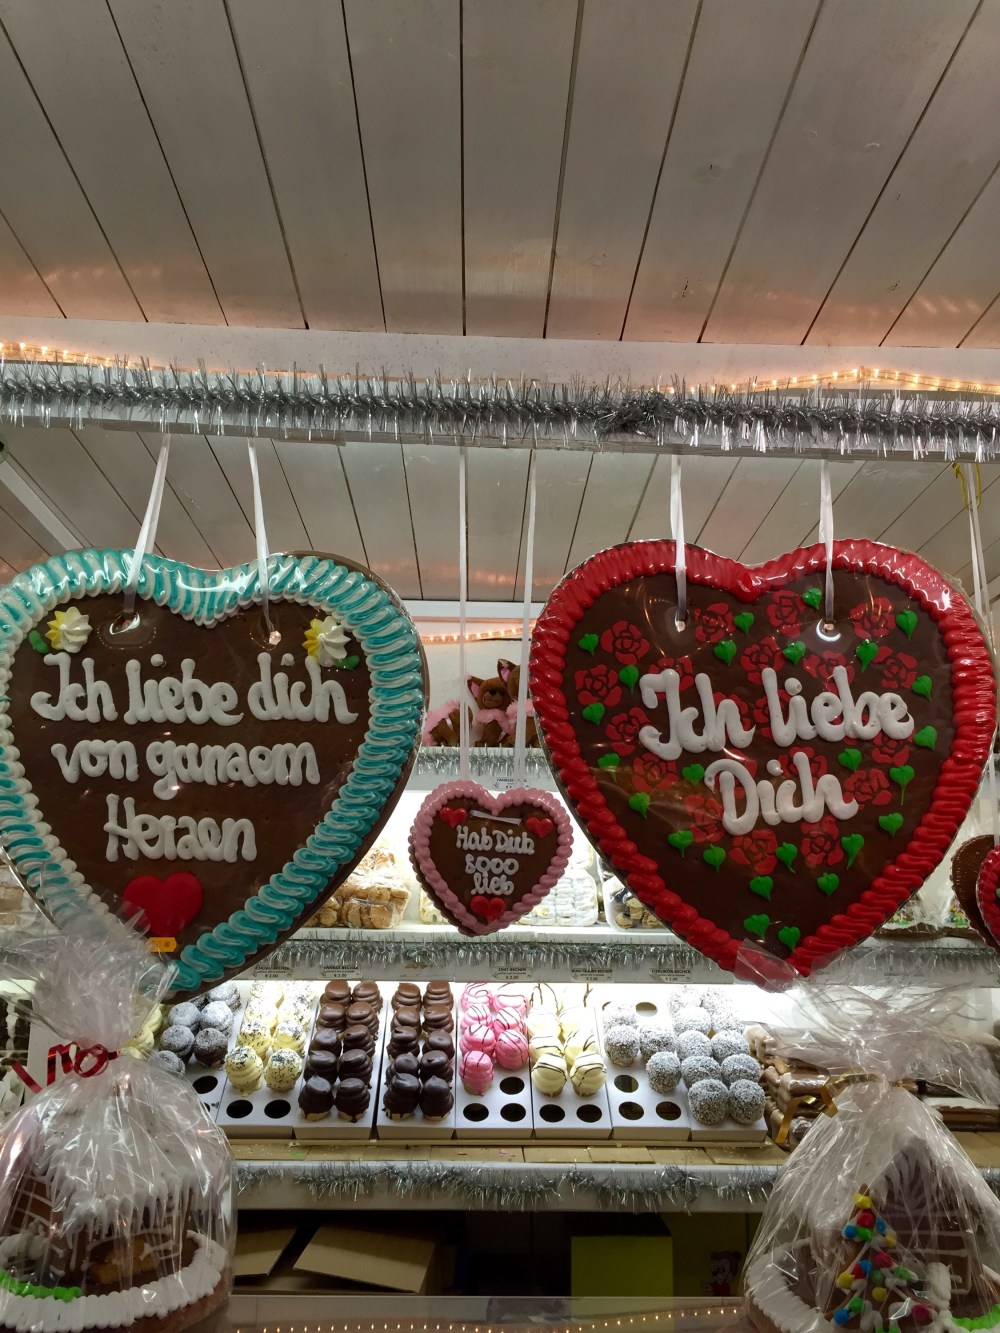 Ich liebe dich
von ganzem
Herzen
Hab Dich
sooo
lieb
Ich liebe
Dich